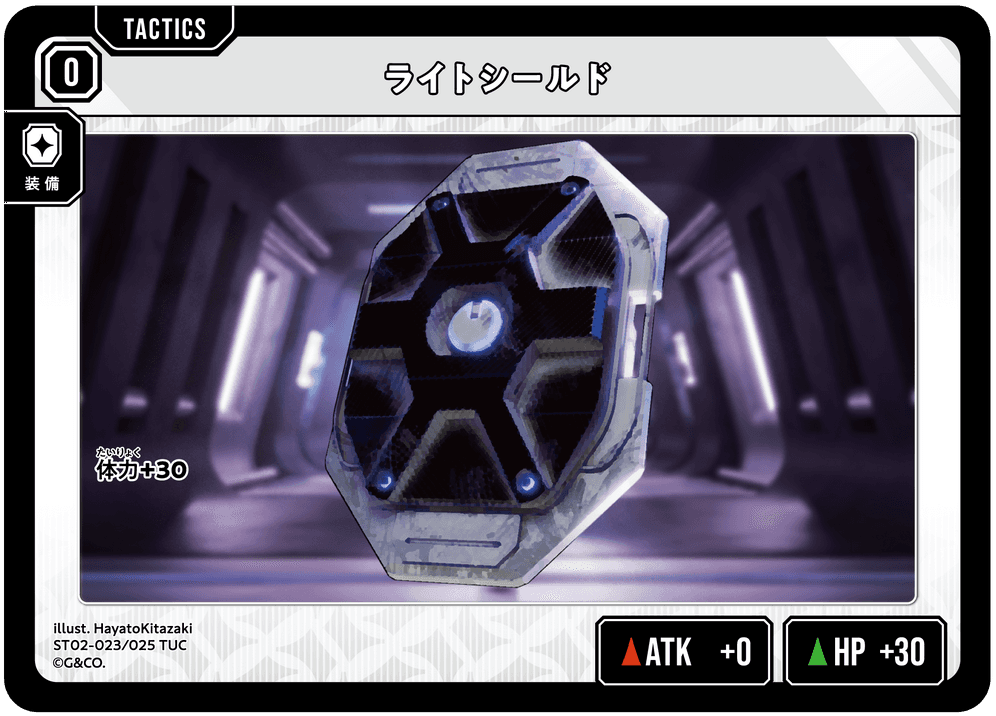 TACTICS
0
ライトシールド
装備
たいりょく
体力+30
illust. HayatoKitazaki
ST02-023/025 TUC
©G&CO.
ATK +0
HP +30